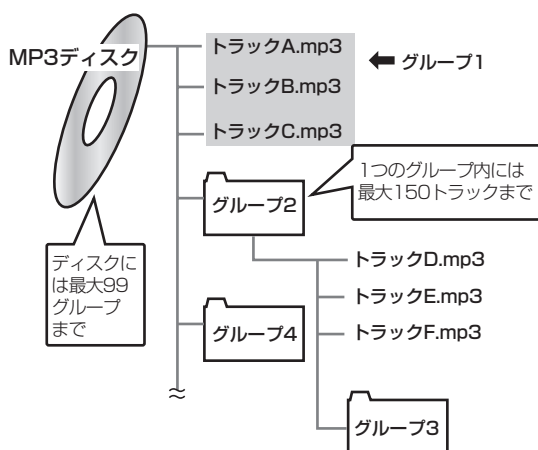 MP3ディスク
トラックA.mp3
トラックB.mp3
トラックC.mp3
グループ1
グループ2
1つのグループ内には
最大150トラックまで
ディスクに
は最大99
グループ
まで
トラックD.mp3
トラックE.mp3
トラックF.mp3
グループ4
グループ3